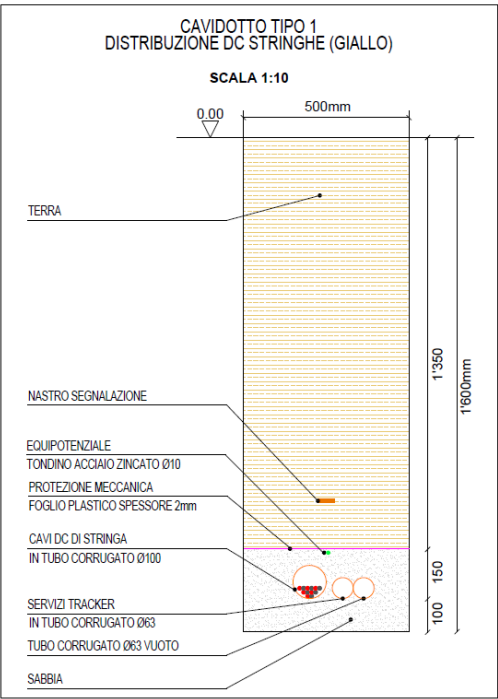 CAVIDOTTO TIPO 1
DISTRIBUZIONE DC STRINGHE (GIALLO)
SCALA 1:10
0.00
500mm
TERRA
1'350
1'600mm
NASTRO SEGNALAZIONE
EQUIPOTENZIALE
TONDINO ACCIAIO ZINCATO Ø10
PROTEZIONE MECCANICA
FOGLIO PLASTICO SPESSORE 2mm
CAVI DC DI STRINGA
IN TUBO CORRUGATO Ø100
150
SERVIZI TRACKER
IN TUBO CORRUGATO Ø63
100
TUBO CORRUGATO Ø63 VUOTO
SABBIA